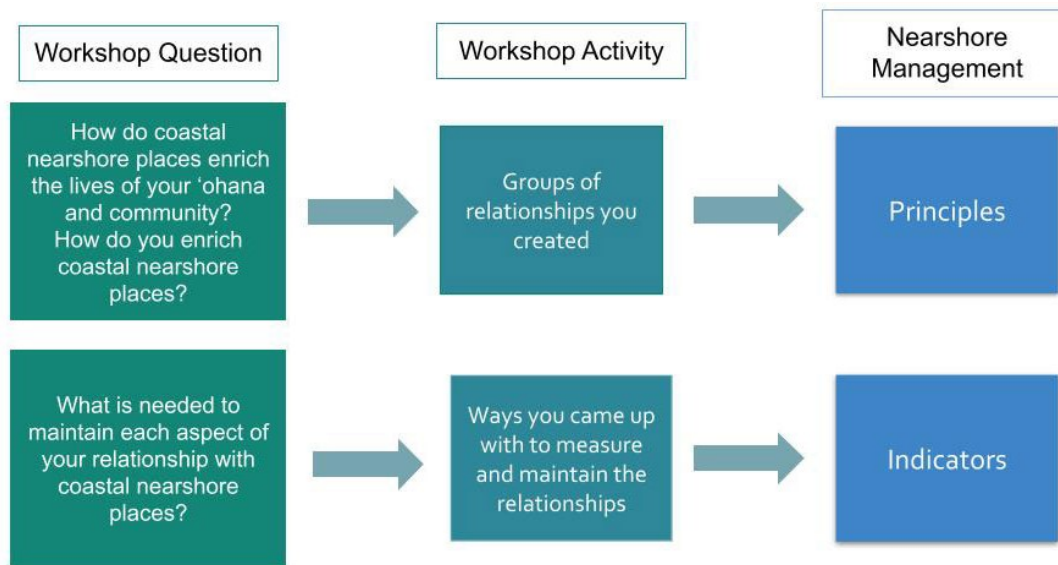 Workshop Question
Workshop Activity
Nearshore
Management
How do coastal
nearshore places enrich
the lives of your ‘ohana
and community?
How do you enrich
coastal nearshore
places?
Groups of
relationships you
created
Principles
What is needed to
maintain each aspect of
your relationship with
coastal nearshore
places?
Ways you came up
with to measure
and maintain the
relationships
Indicators